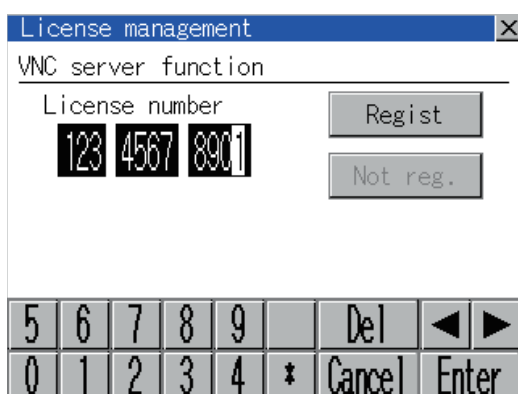 License management
VNC server function
License number
123 4567 8901
Regist
Not reg.
5 6 7 8 9 Del ◀ ▶
0 1 2 3 4 * Cancel Enter